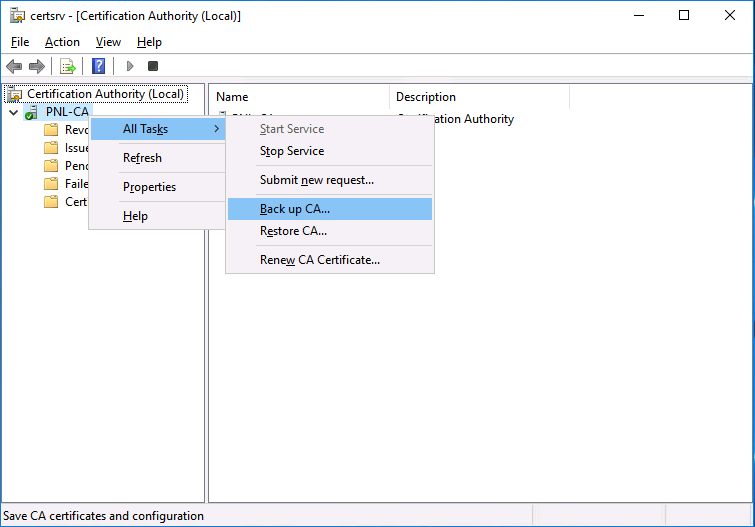 certsrv - [Certification Authority (Local)]
File Action View Help
Certification Authority (Local)
PNL-CA
Revo
Issue
Pend
Faile
Cert
Name Description
Certification Authority
All Tasks
Refresh
Properties
Help
Start Service
Stop Service
Submit new request...
Back up CA...
Restore CA...
Renew CA Certificate...
Save CA certificates and configuration